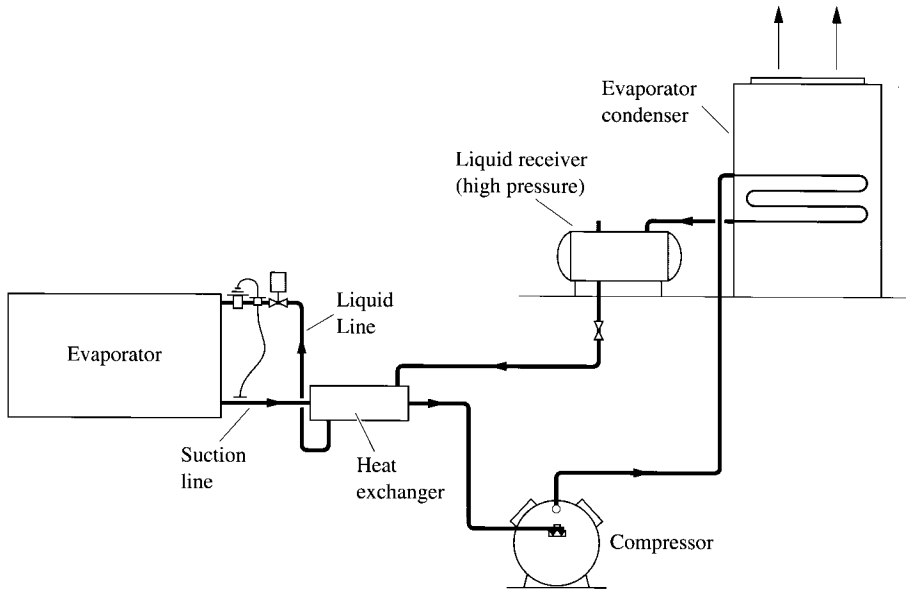 Evaporator
condenser
Liquid receiver
(high pressure)
Liquid
Line
Evaporator
Suction
line
Heat
exchanger
Compressor